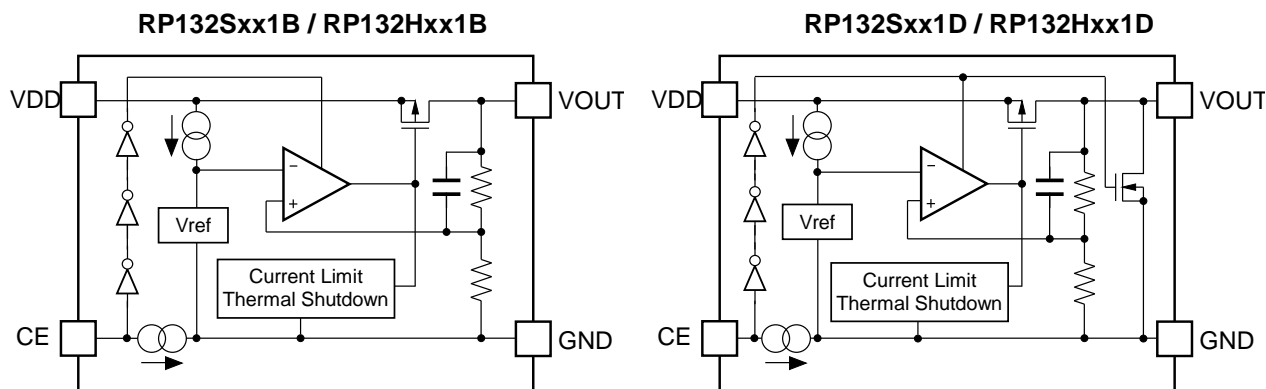 RP132Sxx1B / RP132Hxx1B
VDD
VOUT
−
+
Vref
Current Limit
Thermal Shutdown
CE
GND
RP132Sxx1D / RP132Hxx1D
VDD
VOUT
−
+
Vref
Current Limit
Thermal Shutdown
CE
GND